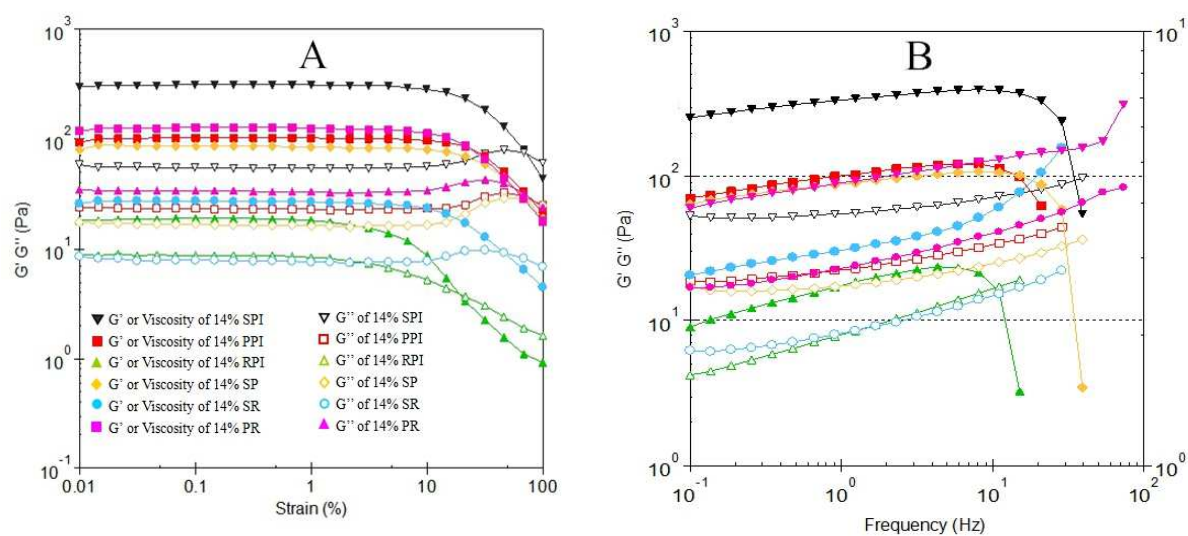 A
G' G'' (Pa)
10³
10²
10¹
10⁰
10⁻¹
G' or Viscosity of 14% SPI
G' or Viscosity of 14% PPI
G' or Viscosity of 14% RPI
G' or Viscosity of 14% SP
G' or Viscosity of 14% SR
G' or Viscosity of 14% PR
G'' of 14% SPI
G'' of 14% PPI
G'' of 14% RPI
G'' of 14% SP
G'' of 14% SR
G'' of 14% PR
0.01 0.1 1 10 100
Strain (%)
B
G' G'' (Pa)
10³
10²
10¹
10⁰
10¹
10⁰
10⁻¹ 10⁰ 10¹ 10²
Frequency (Hz)